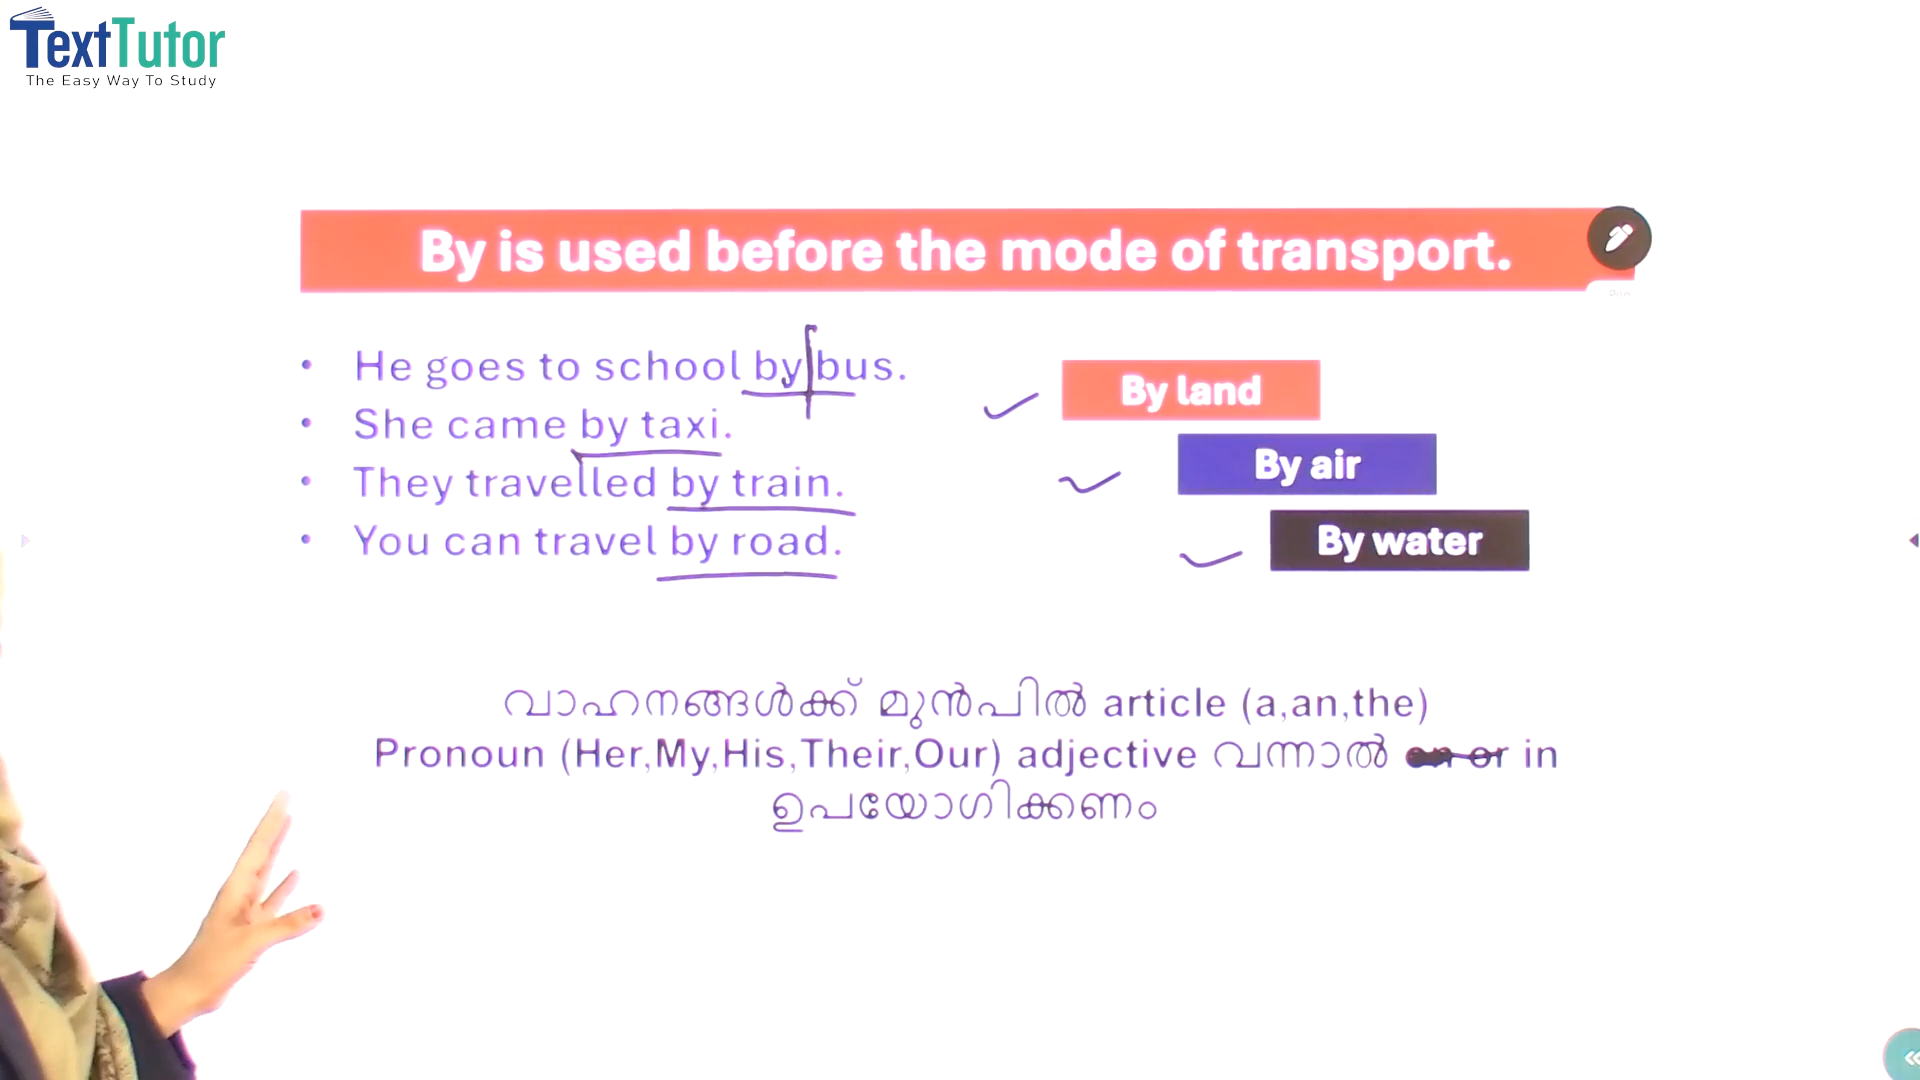 TextTutor
The Easy Way To Study
By is used before the mode of transport.
• He goes to school by bus.
• She came by taxi.
• They travelled by train.
• You can travel by road.
By land
By air
By water
വാഹനങ്ങൾക്ക് മുൻപിൽ article (a,an,the)
Pronoun (Her,My,His,Their,Our) adjective വന്നാൽ on or in
ഉപയോഗിക്കണം